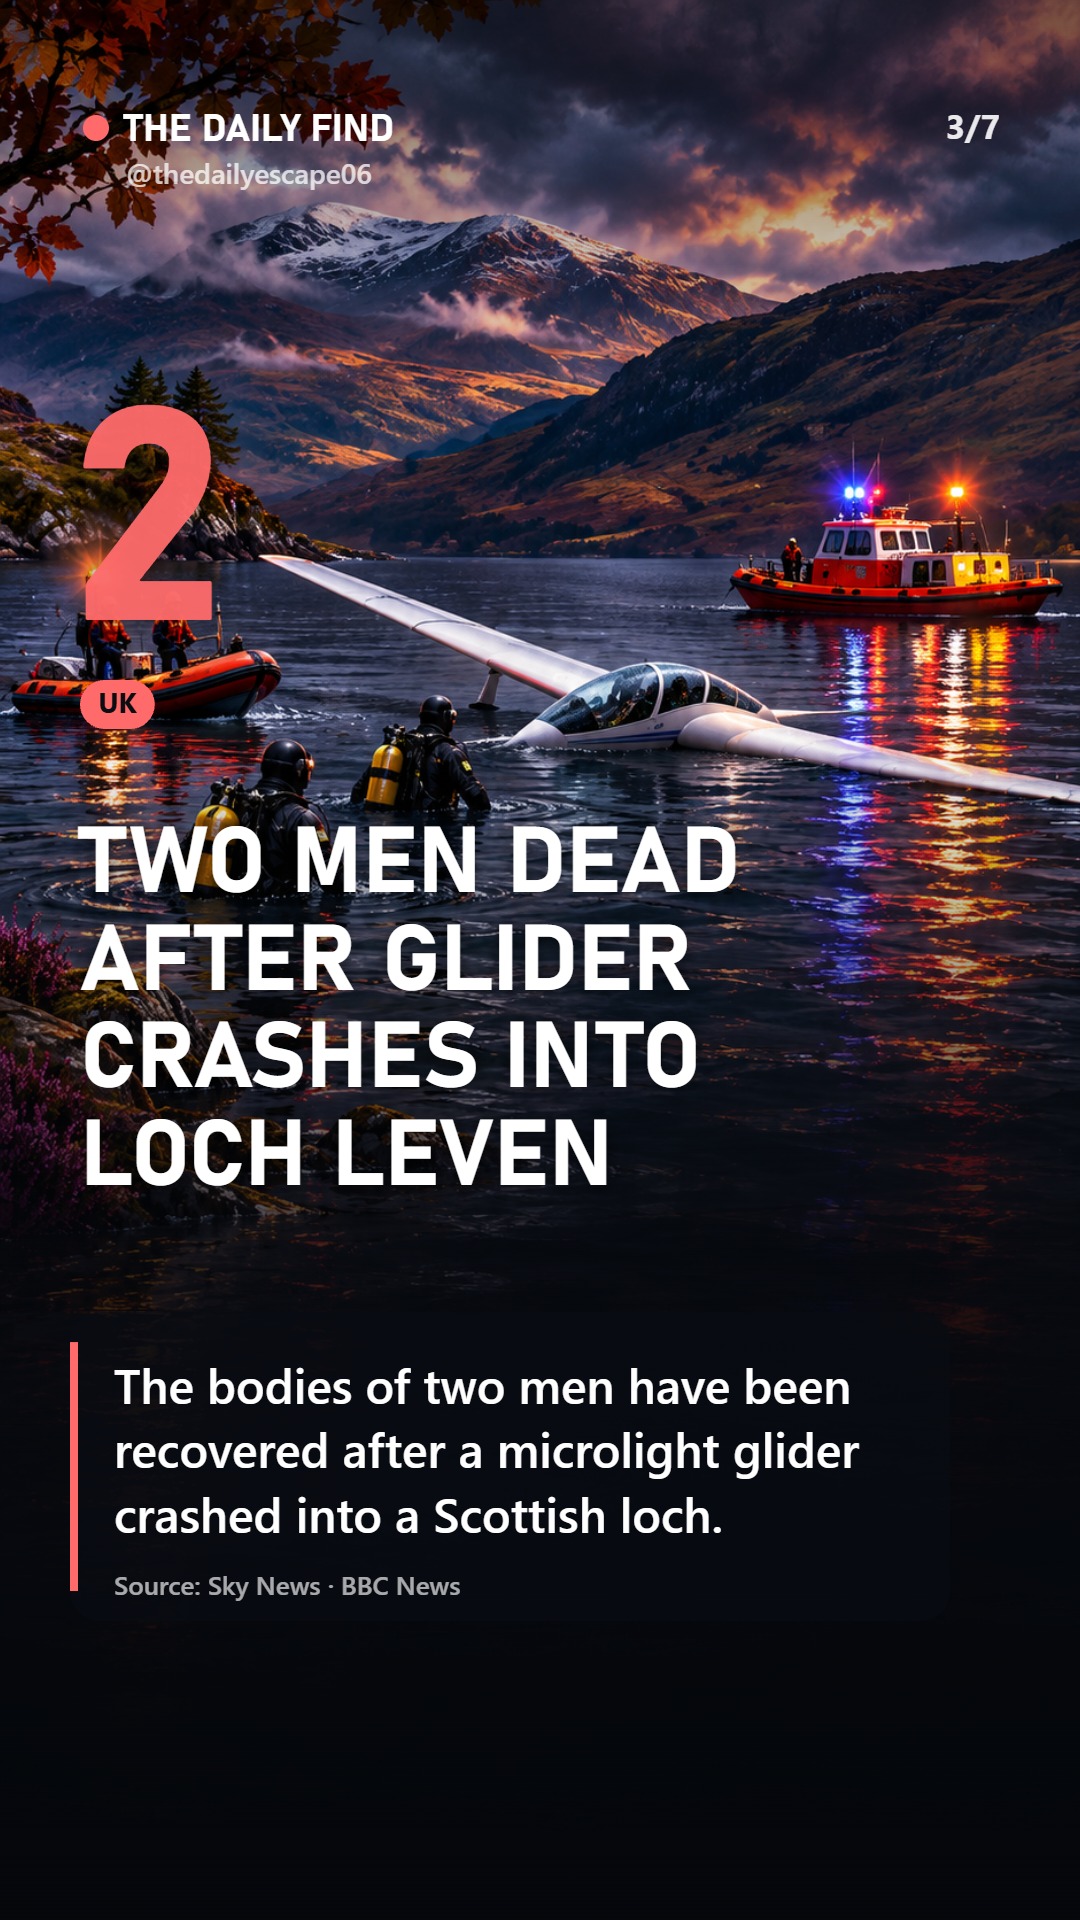 THE DAILY FIND
3/7
@thedailyescape06
2
UK
TWO MEN DEAD
AFTER GLIDER
CRASHES INTO
LOCH LEVEN
The bodies of two men have been
recovered after a microlight glider
crashed into a Scottish loch.
Source: Sky News · BBC News